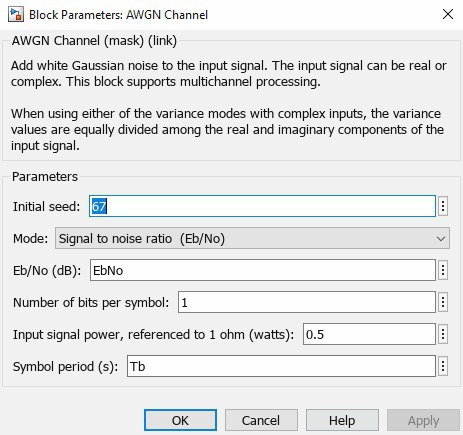 Block Parameters: AWGN Channel
AWGN Channel (mask) (link)
Add white Gaussian noise to the input signal. The input signal can be real or
complex. This block supports multichannel processing.
When using either of the variance modes with complex inputs, the variance
values are equally divided among the real and imaginary components of the
input signal.
Parameters
Initial seed: 67
Mode: Signal to noise ratio (Eb/No)
Eb/No (dB): EbNo
Number of bits per symbol: 1
Input signal power, referenced to 1 ohm (watts): 0.5
Symbol period (s): Tb
OK Cancel Help Apply